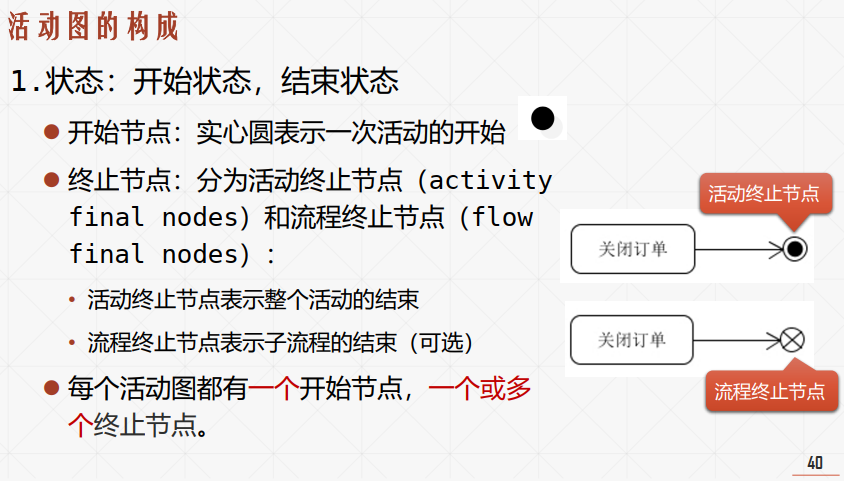 活动图的构成
1.状态：开始状态，结束状态
开始节点：实心圆表示一次活动的开始
终止节点：分为活动终止节点（activity
final nodes）和流程终止节点（flow
final nodes）：
活动终止节点表示整个活动的结束
流程终止节点表示子流程的结束（可选）
每个活动图都有一个开始节点，一个或多
个终止节点。
活动终止节点
关闭订单
关闭订单
流程终止节点
40